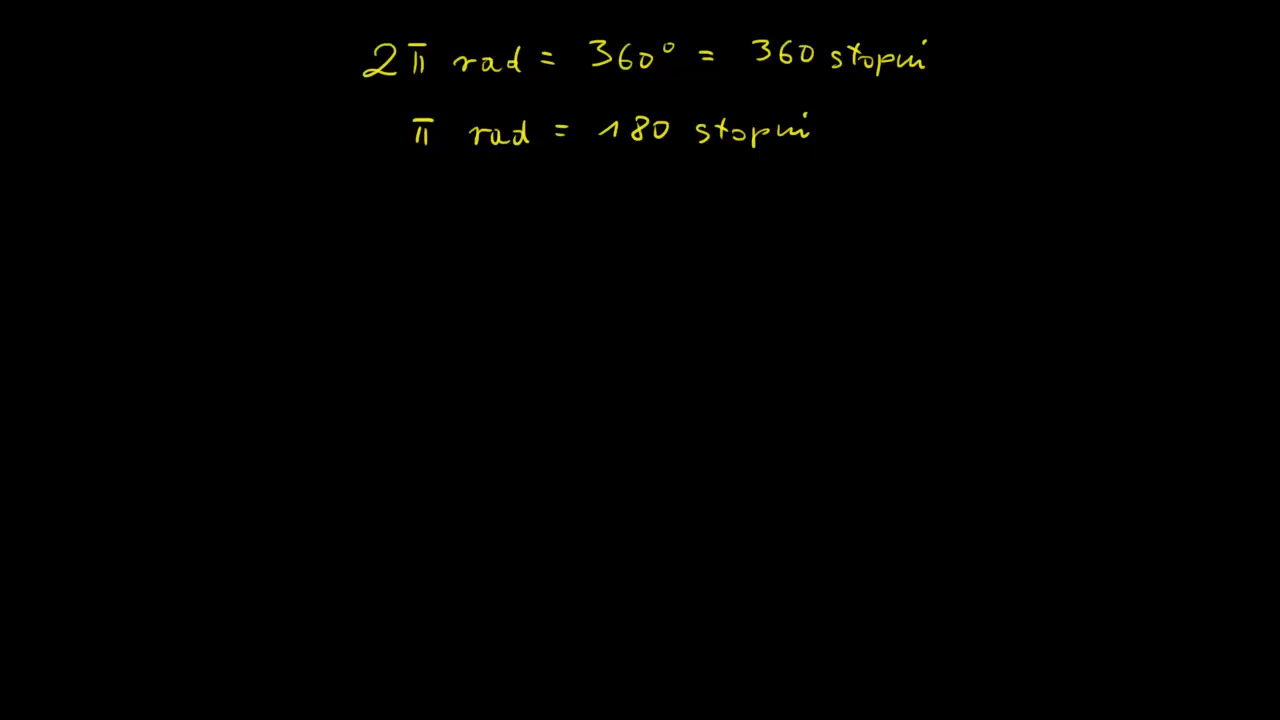 2π rad = 360° = 360 stopni
π rad = 180 stopni